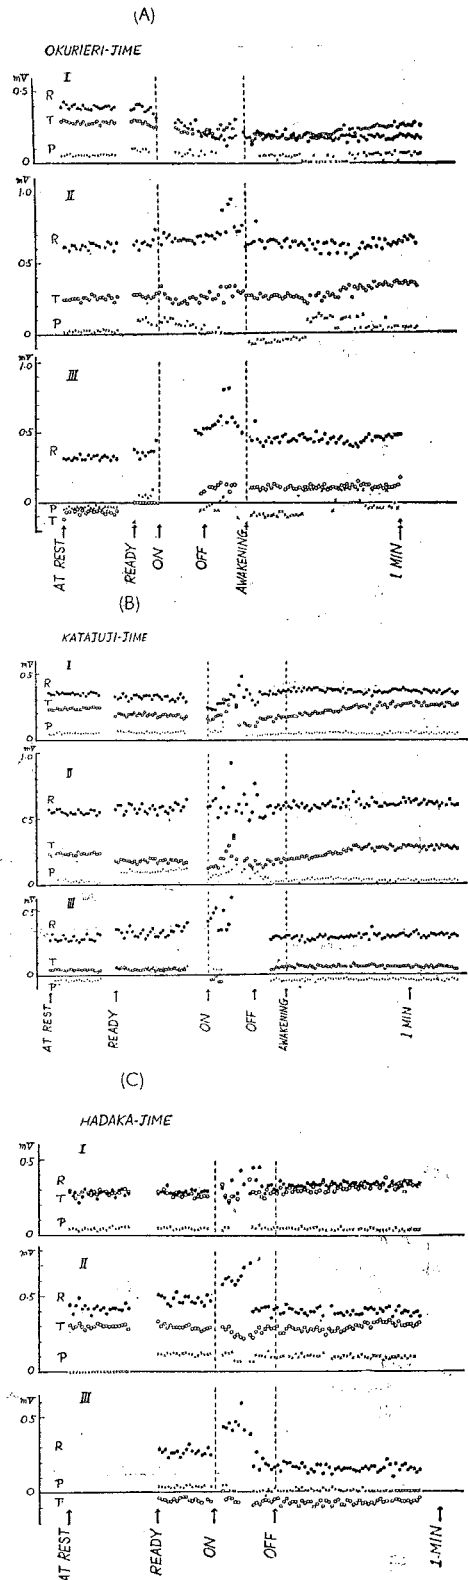 (A)
OKURIERI-JIME
mV
I
0.5
R
T
P
0
mV
II
1.0
R
0.5
T
P
0
mV
III
1.0
0.5
R
0
P
T
AT REST→
READY→
ON→
OFF→
AWAKENING→
1 MIN→
(B)
KATAJUJI-JIME
mV
I
0.5
R
T
P
0
mV
II
1.0
R
0.5
T
P
0
mV
III
0.5
R
T
0
P
AT REST→
READY→
ON→
OFF→
AWAKENING→
1 MIN→
(C)
HADAKA-JIME
mV
I
0.5
R
T
P
0
mV
II
R
0.5
T
P
0
mV
III
0.5
R
P
0
T
AT REST→
READY→
ON→
OFF→
1-MIN→